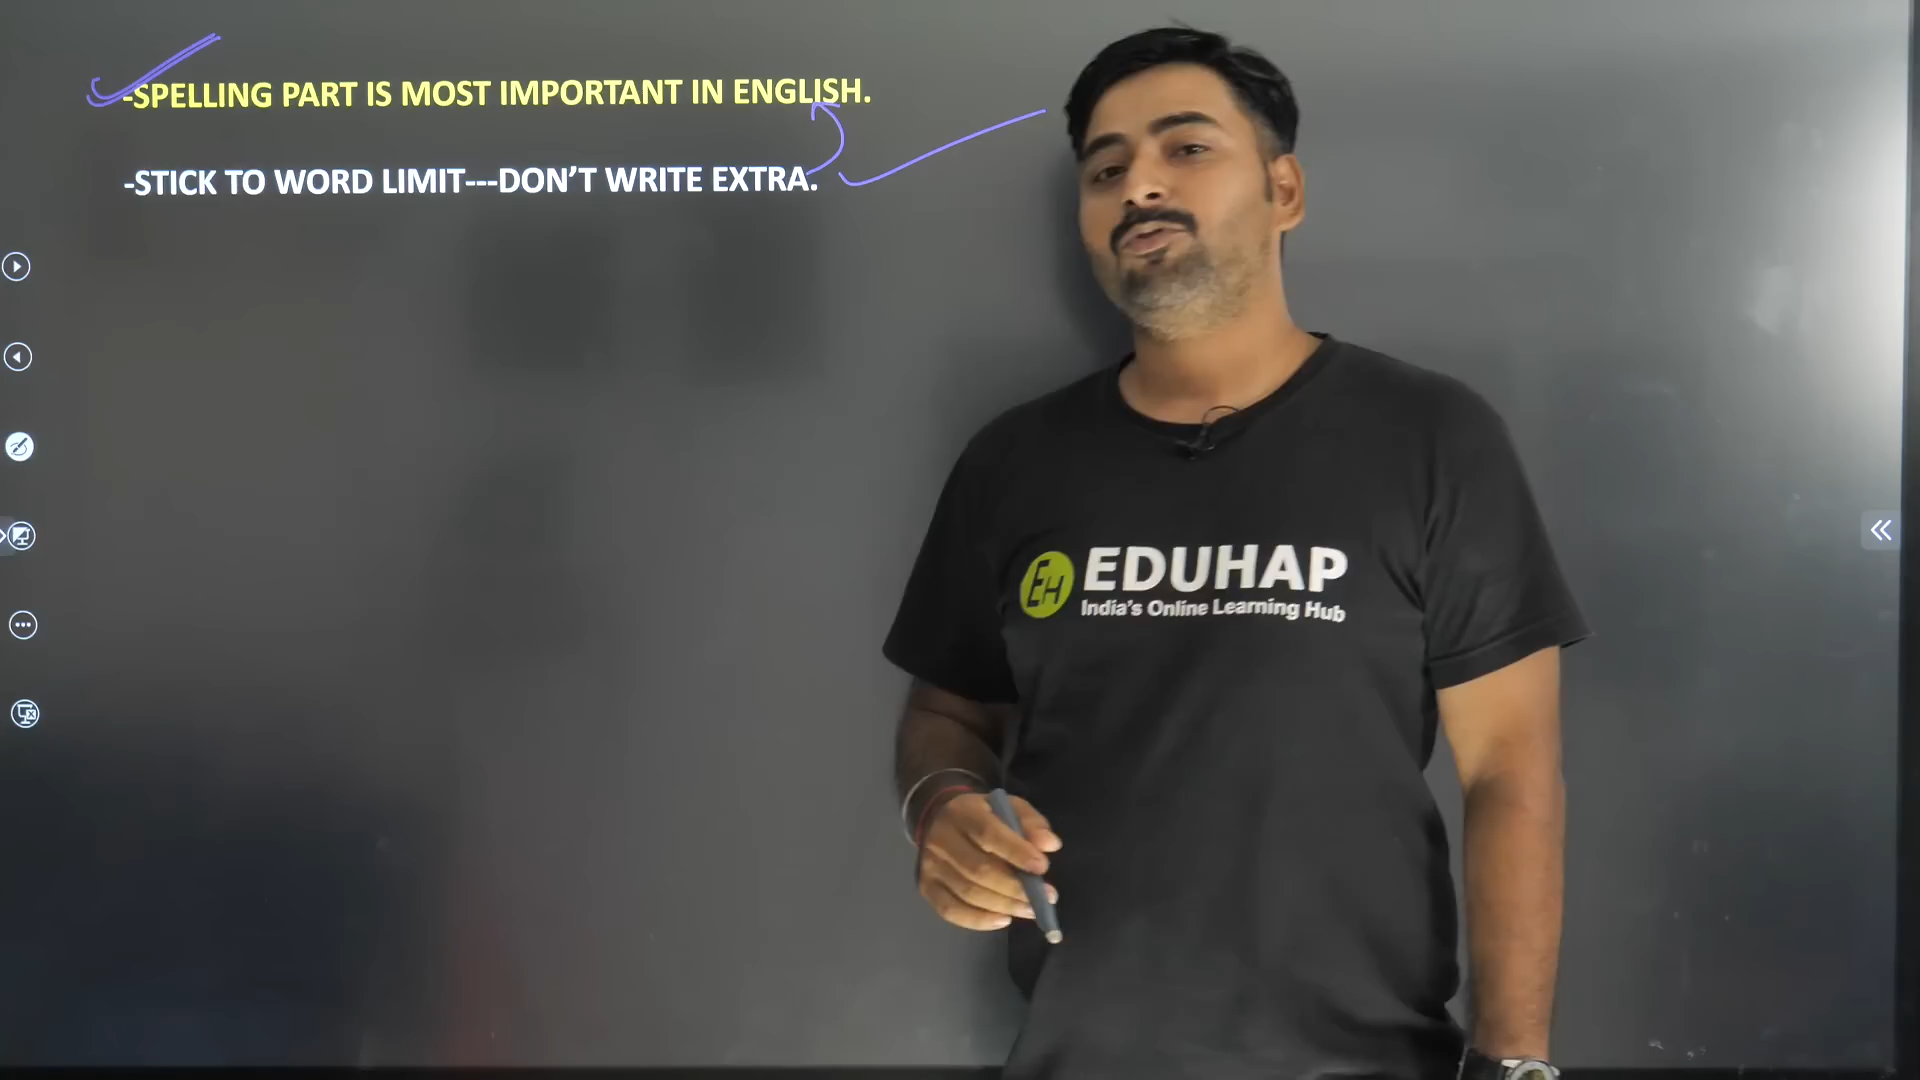 -SPELLING PART IS MOST IMPORTANT IN ENGLISH.
-STICK TO WORD LIMIT---DON’T WRITE EXTRA.
EH EDUHAP
India's Online Learning Hub